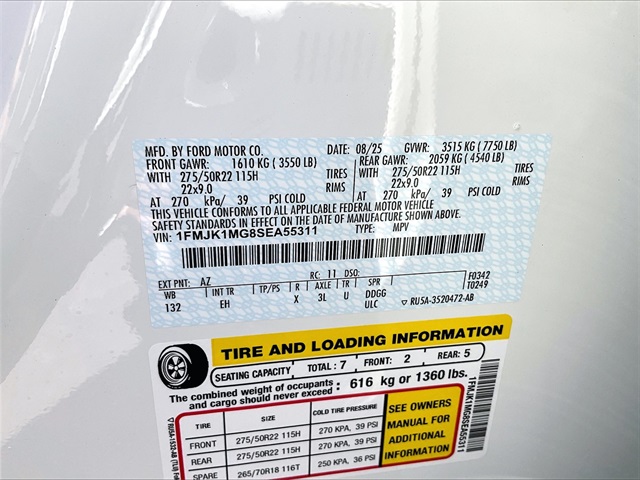 MFD. BY FORD MOTOR CO. DATE: 08/25 GVWR: 3515 KG ( 7750 LB)
FRONT GAWR: 1610 KG ( 3550 LB) REAR GAWR: 2059 KG ( 4540 LB)
WITH 275/50R22 115H TIRES WITH 275/50R22 115H TIRES
22x9.0 RIMS 22x9.0 RIMS
AT 270 kPa/ 39 PSI COLD AT 270 kPa/ 39 PSI COLD
THIS VEHICLE CONFORMS TO ALL APPLICABLE FEDERAL MOTOR VEHICLE
SAFETY STANDARDS IN EFFECT ON THE DATE OF MANUFACTURE SHOWN ABOVE.
VIN: 1FMJK1MG8SEA55311 TYPE: MPV
EXT PNT: AZ RC: 11 DSO: F0342
WB INT TR TP/PS R AXLE TR SPR T0249
132 EH X 3L U DDGG
ULC ▽ RU5A-3520472-AB
TIRE AND LOADING INFORMATION
SEATING CAPACITY TOTAL: 7 FRONT: 2 REAR: 5
The combined weight of occupants and cargo should never exceed: 616 kg or 1360 lbs.
TIRE SIZE COLD TIRE PRESSURE
FRONT 275/50R22 115H 270 KPA, 39 PSI
REAR 275/50R22 115H 270 KPA, 39 PSI
SPARE 265/70R18 116T 250 KPA, 36 PSI
SEE OWNERS
MANUAL FOR
ADDITIONAL
INFORMATION
1FMJK1MG8SEA55311